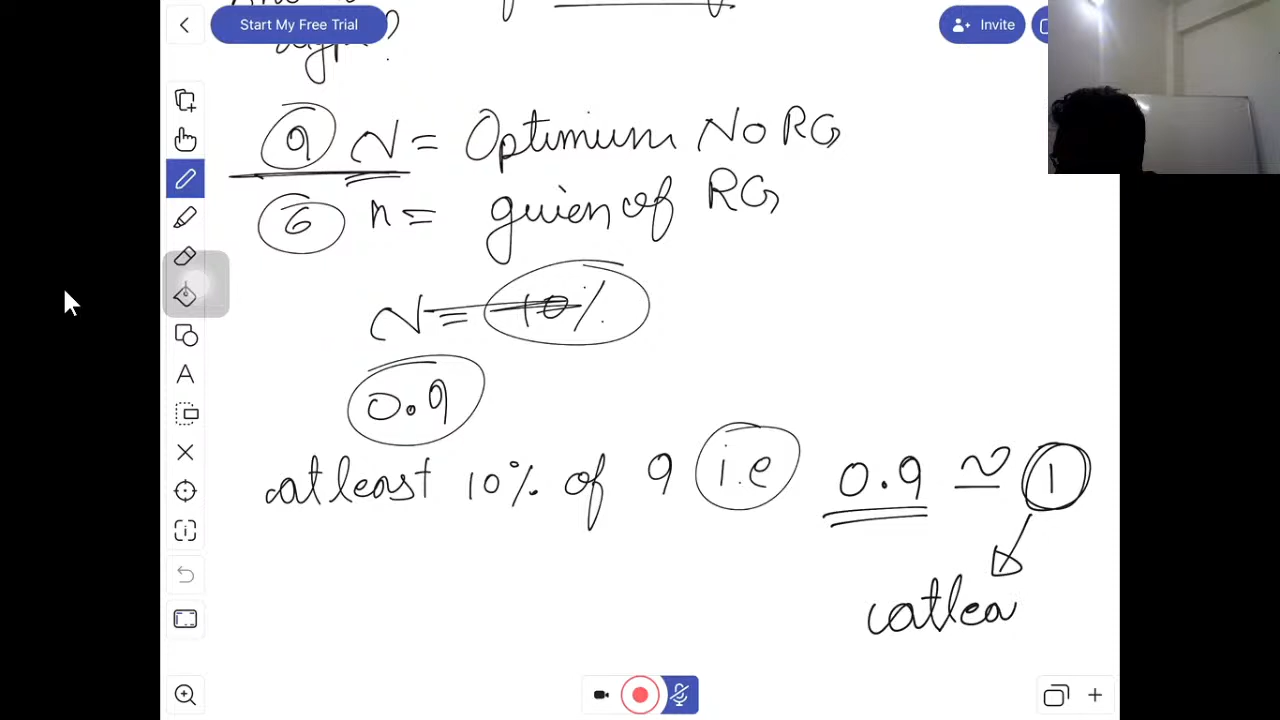 Start My Free Trial
Invite
9 N = Optimum No RG
6 n = given of RG
N = 10%
0.9
atleast 10% of 9 i.e 0.9 ≃ 1
atlea